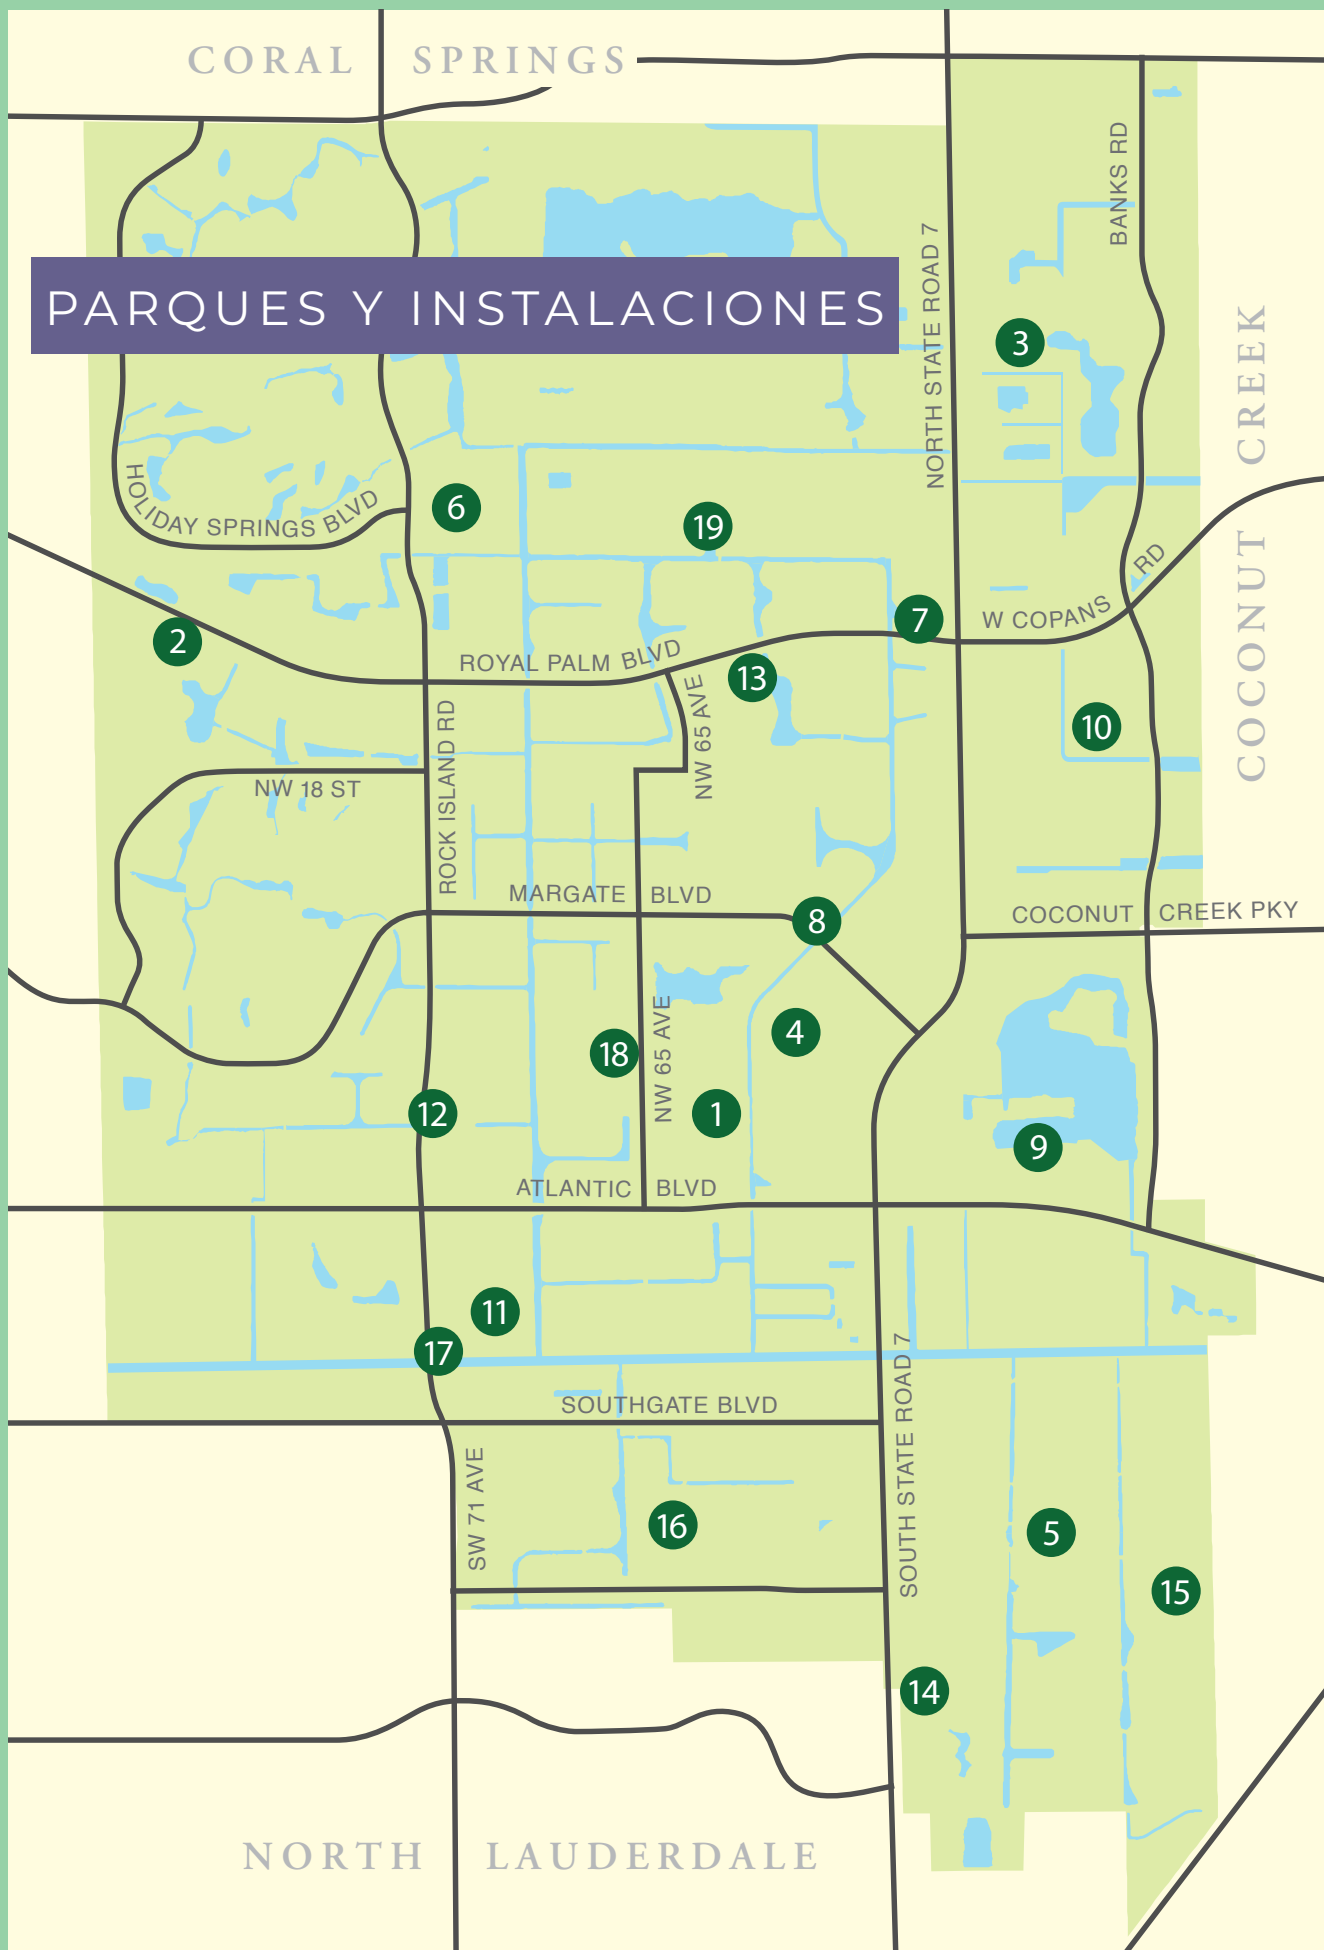 CORAL SPRINGS
BANKS RD
NORTH STATE ROAD 7
PARQUES Y INSTALACIONES
3
COCONUT CREEK
HOLIDAY SPRINGS BLVD
6
19
RD
7
W COPANS
2
ROYAL PALM BLVD
13
NW 65 AVE
10
ROCK ISLAND RD
NW 18 ST
MARGATE BLVD
8
COCONUT CREEK PKY
NW 65 AVE
4
18
1
12
9
ATLANTIC BLVD
11
17
SOUTH STATE ROAD 7
SOUTHGATE BLVD
SW 71 AVE
16
5
15
14
NORTH LAUDERDALE